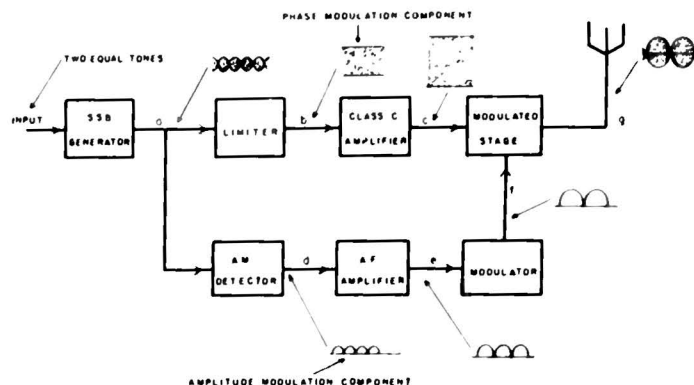 PHASE MODULATION COMPONENT
TWO EQUAL TONES
INPUT
SSB
GENERATOR
a
LIMITER
b
CLASS C
AMPLIFIER
c
MODULATED
STAGE
g
f
AM
DETECTOR
d
A.F.
AMPLIFIER
e
MODULATOR
AMPLITUDE MODULATION COMPONENT